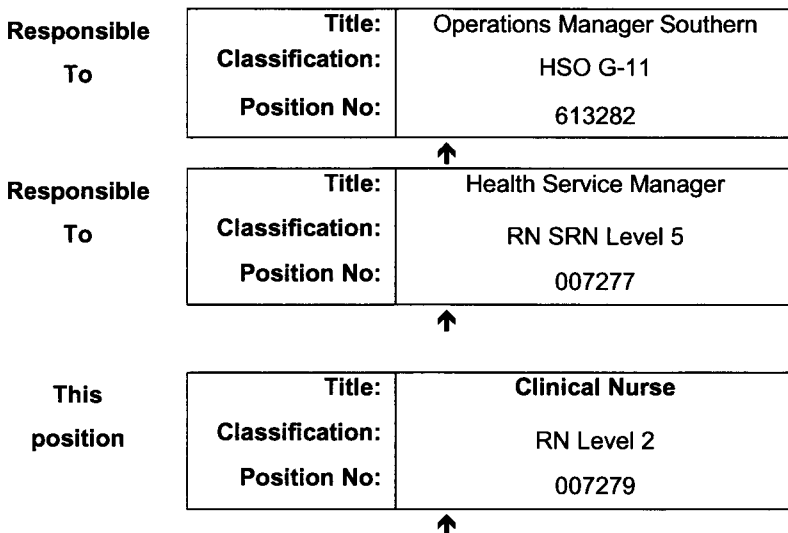 Responsible To
Title: Operations Manager Southern
Classification: HSO G-11
Position No: 613282
↑
Responsible To
Title: Health Service Manager
Classification: RN SRN Level 5
Position No: 007277
↑
This position
Title: Clinical Nurse
Classification: RN Level 2
Position No: 007279
↑